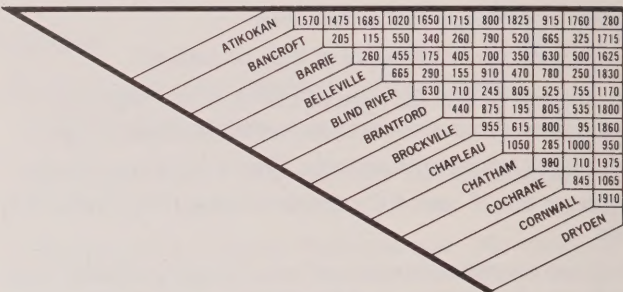 ATIKOKAN 1570 1475 1685 1020 1650 1715 800 1825 915 1760 280
BANCROFT 205 115 550 340 260 790 520 665 325 1715
BARRIE 260 455 175 405 700 350 630 500 1625
BELLEVILLE 665 290 155 910 470 780 250 1830
BLIND RIVER 630 710 245 805 525 755 1170
BRANTFORD 440 875 195 805 535 1800
BROCKVILLE 955 615 800 95 1860
CHAPLEAU 1050 285 1000 950
CHATHAM 980 710 1975
COCHRANE 845 1065
CORNWALL 1910
DRYDEN